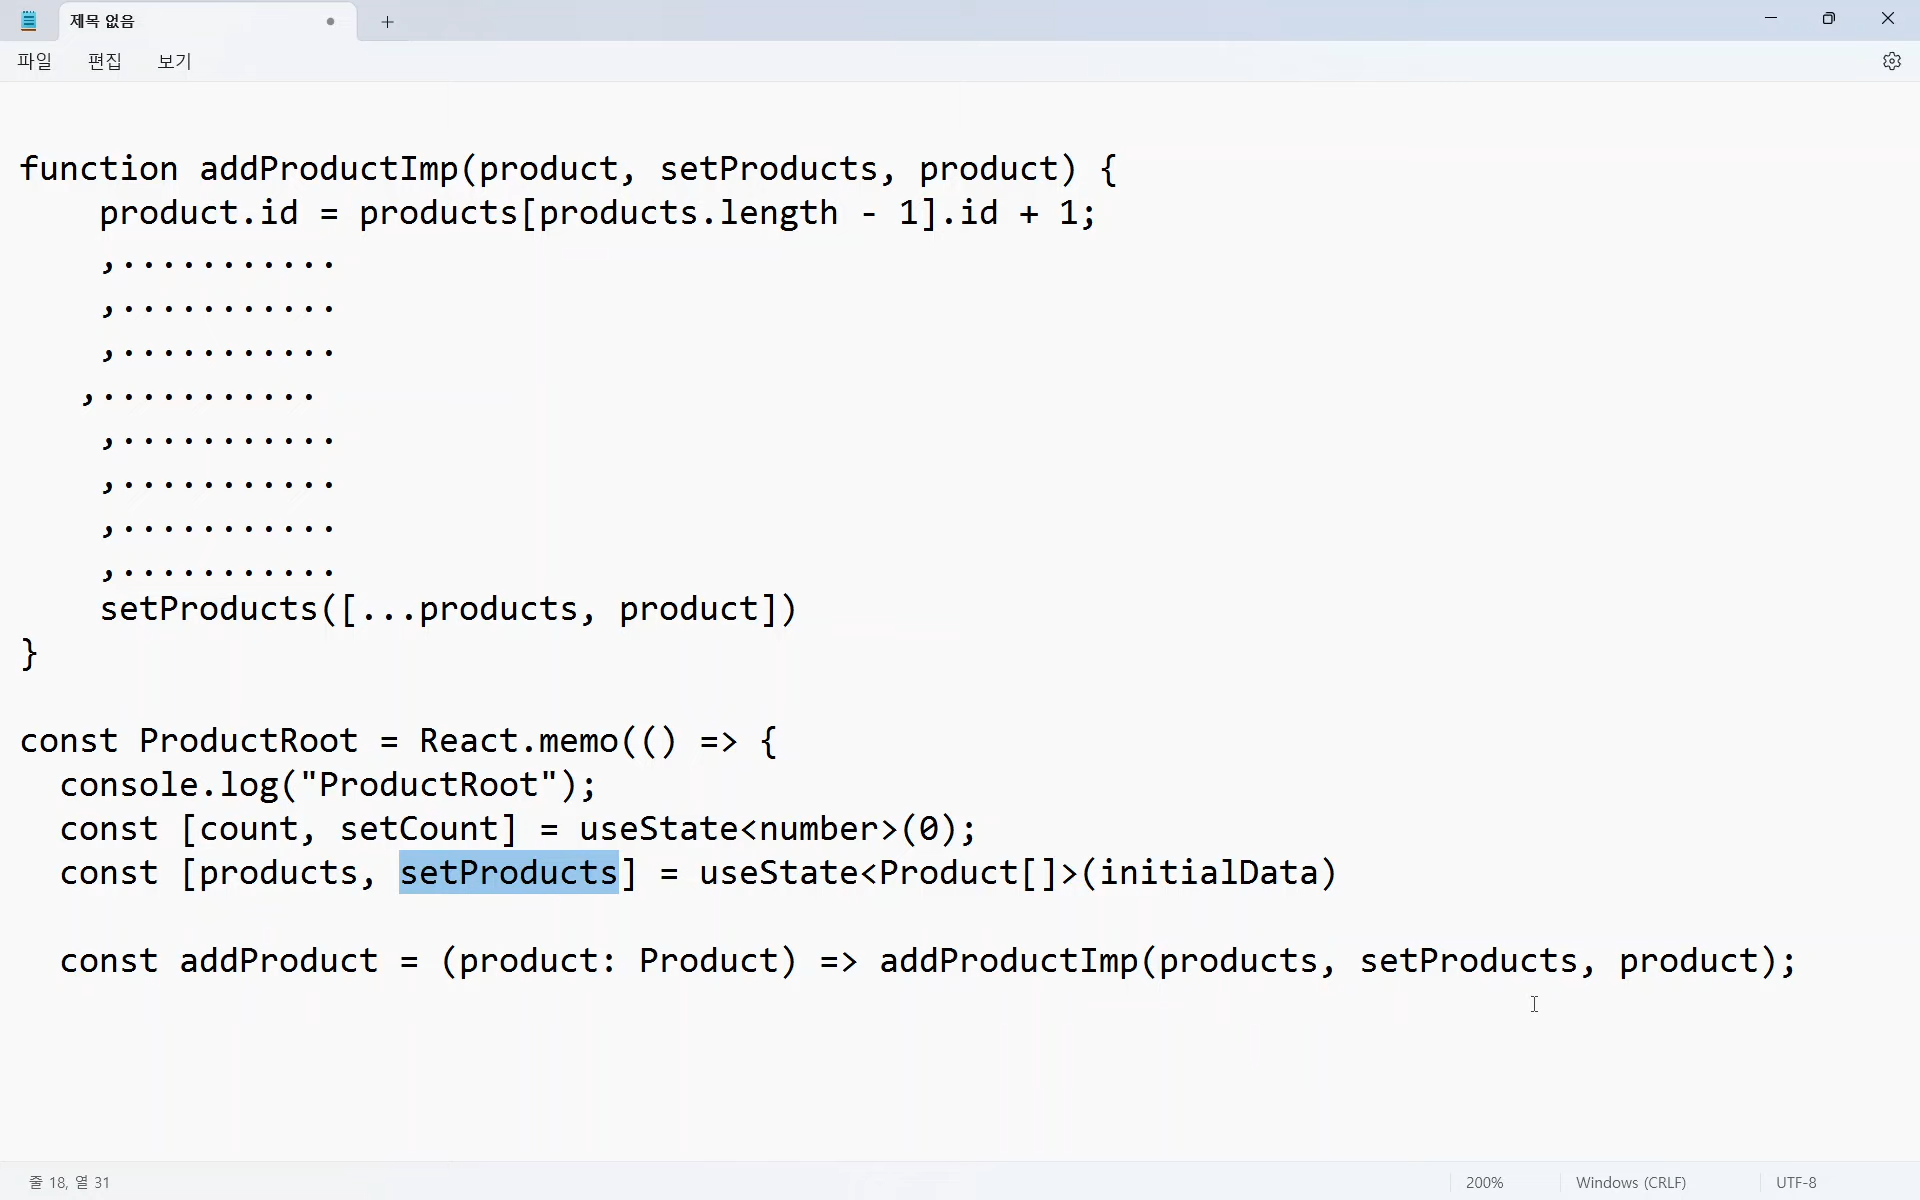 제목 없음
파일 편집 보기
function addProductImp(product, setProducts, product) {
    product.id = products[products.length - 1].id + 1;
    ,...........
    ,...........
    ,...........
   ,...........
    ,...........
    ,...........
    ,...........
    ,...........
    setProducts([...products, product])
}
const ProductRoot = React.memo(() => {
  console.log("ProductRoot");
  const [count, setCount] = useState<number>(0);
  const [products, setProducts] = useState<Product[]>(initialData)
  const addProduct = (product: Product) => addProductImp(products, setProducts, product);
줄 18, 열 31 200% Windows (CRLF) UTF-8